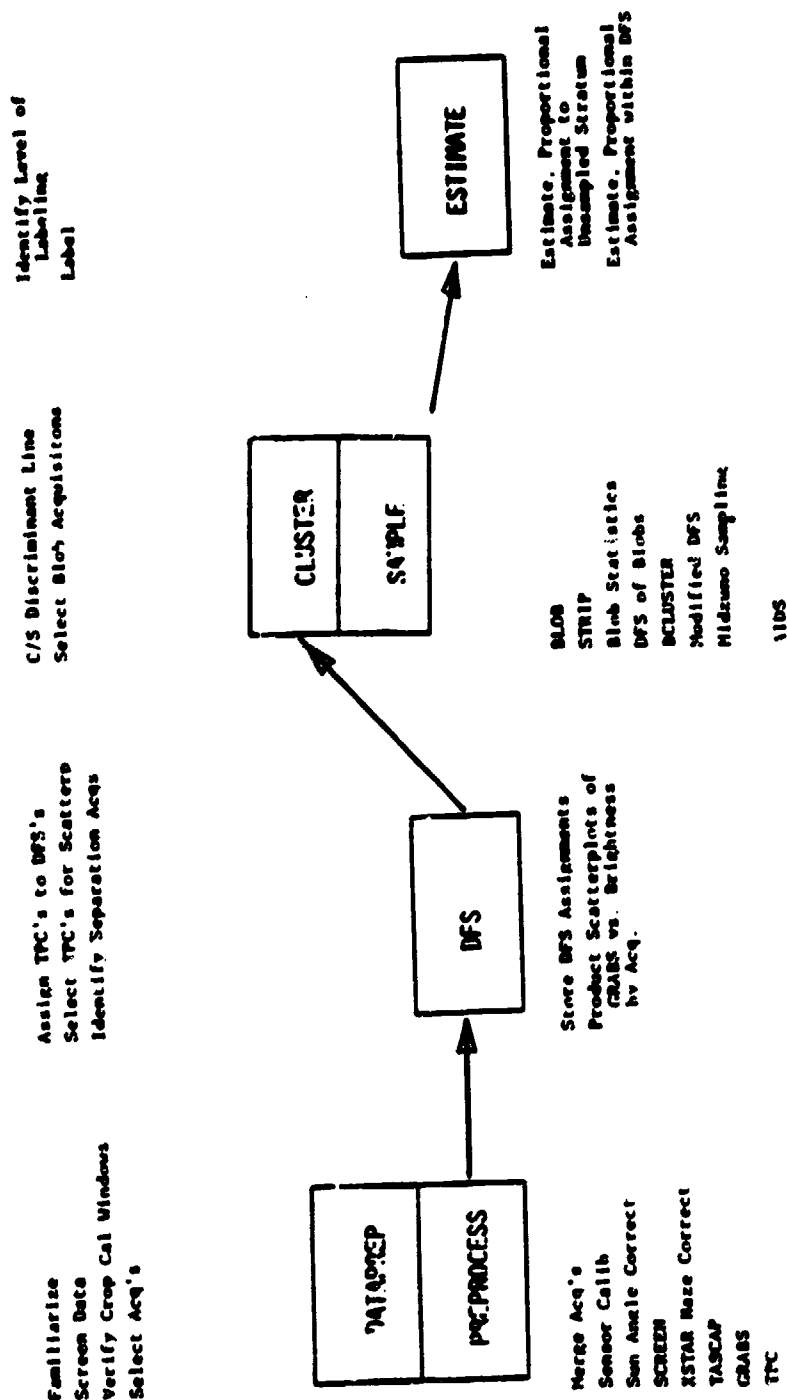 Familiarize
Screen Data
Verify Crop Cal Windows
Select Acq's
Assign TPC's to DFS's
Select TPC's for Scatters
Identify Separation Acqs
C/S Discriminant Line
Select Blob Acquisitons
Identify Level of
Labeling
Label
DATAPREP
PREPROCESS
DFS
CLUSTER
SAMPLE
ESTIMATE
Merge Acq's
Sensor Calib
Sun Angle Correct
SCREEN
XSTAR Haze Correct
TASCAP
GRABS
TPC
Store DFS Assignments
Product Scatterplots of
GRABS vs. Brightness
by Acq.
BLOB
STRIP
Blob Statistics
DFS of Blobs
BCLUSTER
Modified DFS
Midzuno Sampling
Estimate, Proportional
Assignment to
Unsampled Stratum
Estimate, Proportional
Assignment within DFS